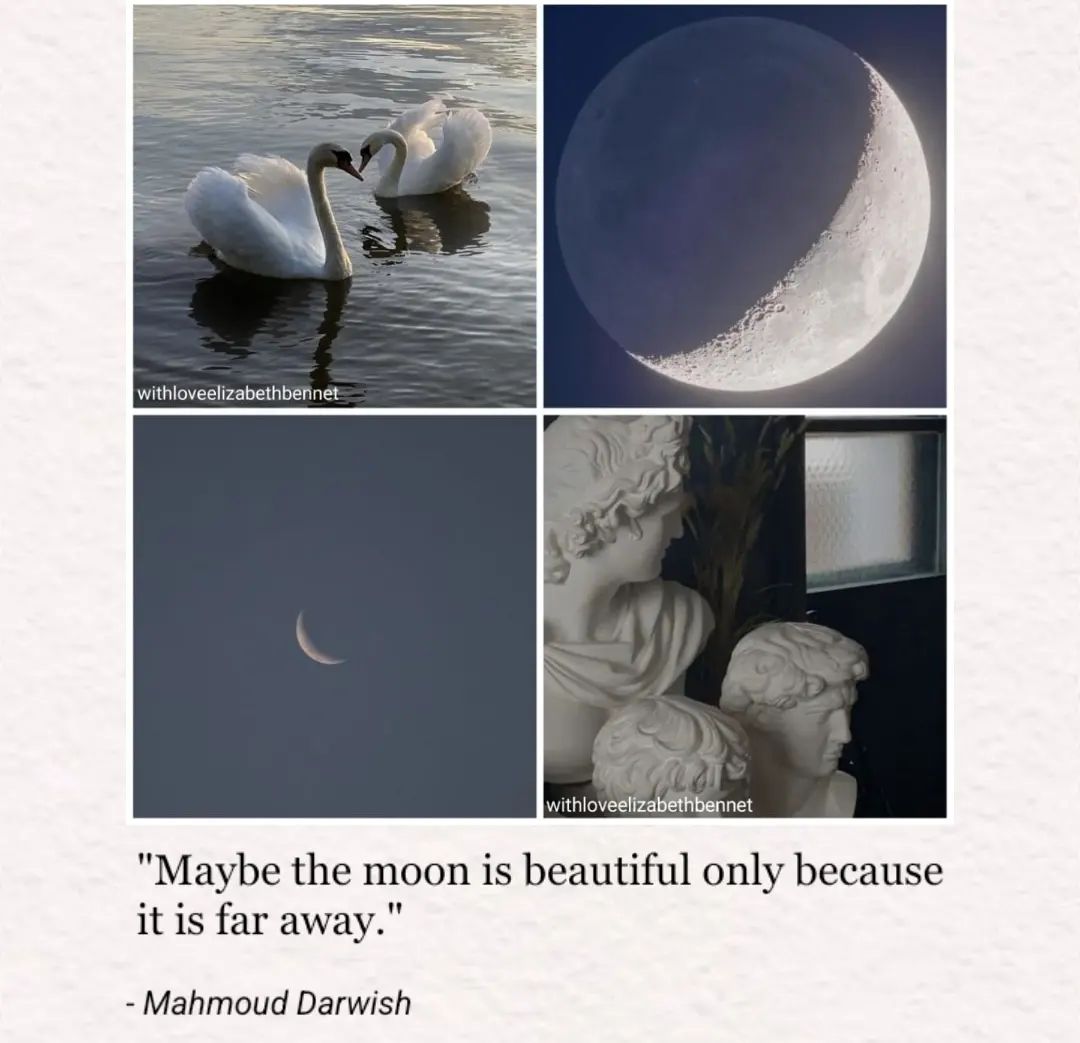 withloveelizabethbennet
withloveelizabethbennet
"Maybe the moon is beautiful only because
it is far away."
- Mahmoud Darwish